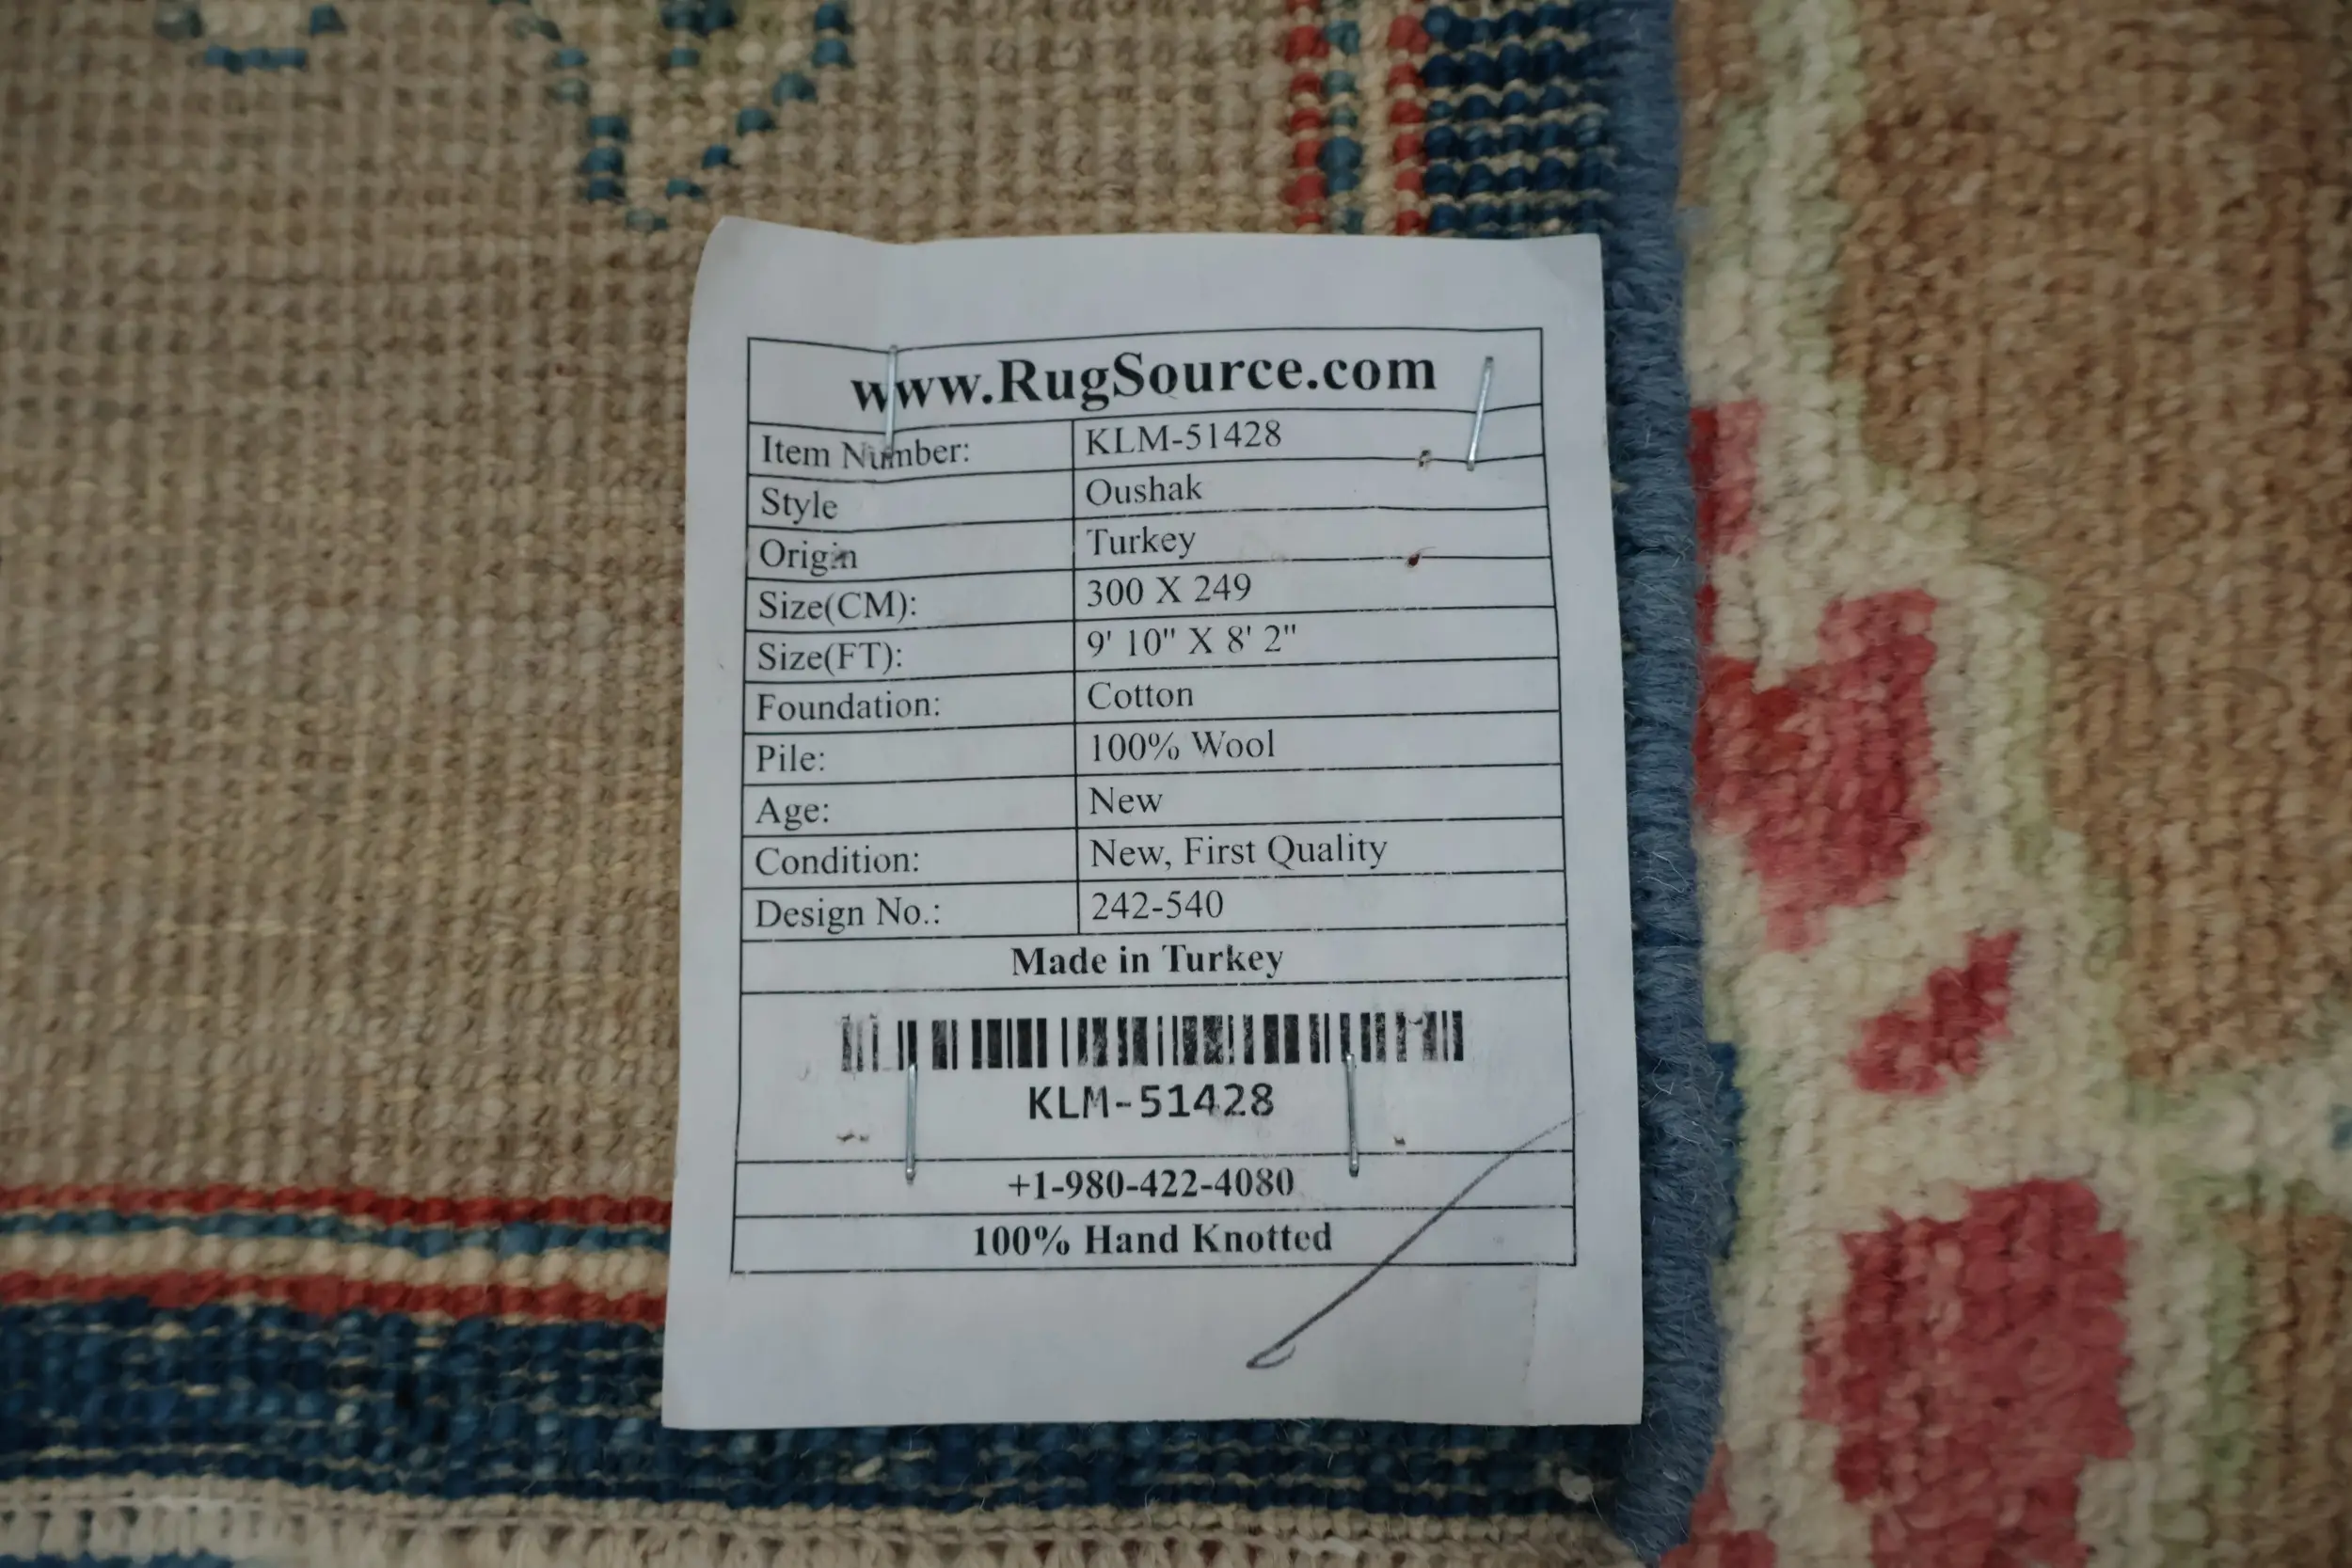 www.RugSource.com
Item Number: KLM-51428
Style Oushak
Origin Turkey
Size(CM): 300 X 249
Size(FT): 9' 10" X 8' 2"
Foundation: Cotton
Pile: 100% Wool
Age: New
Condition: New, First Quality
Design No.: 242-540
Made in Turkey
KLM-51428
+1-980-422-4080
100% Hand Knotted